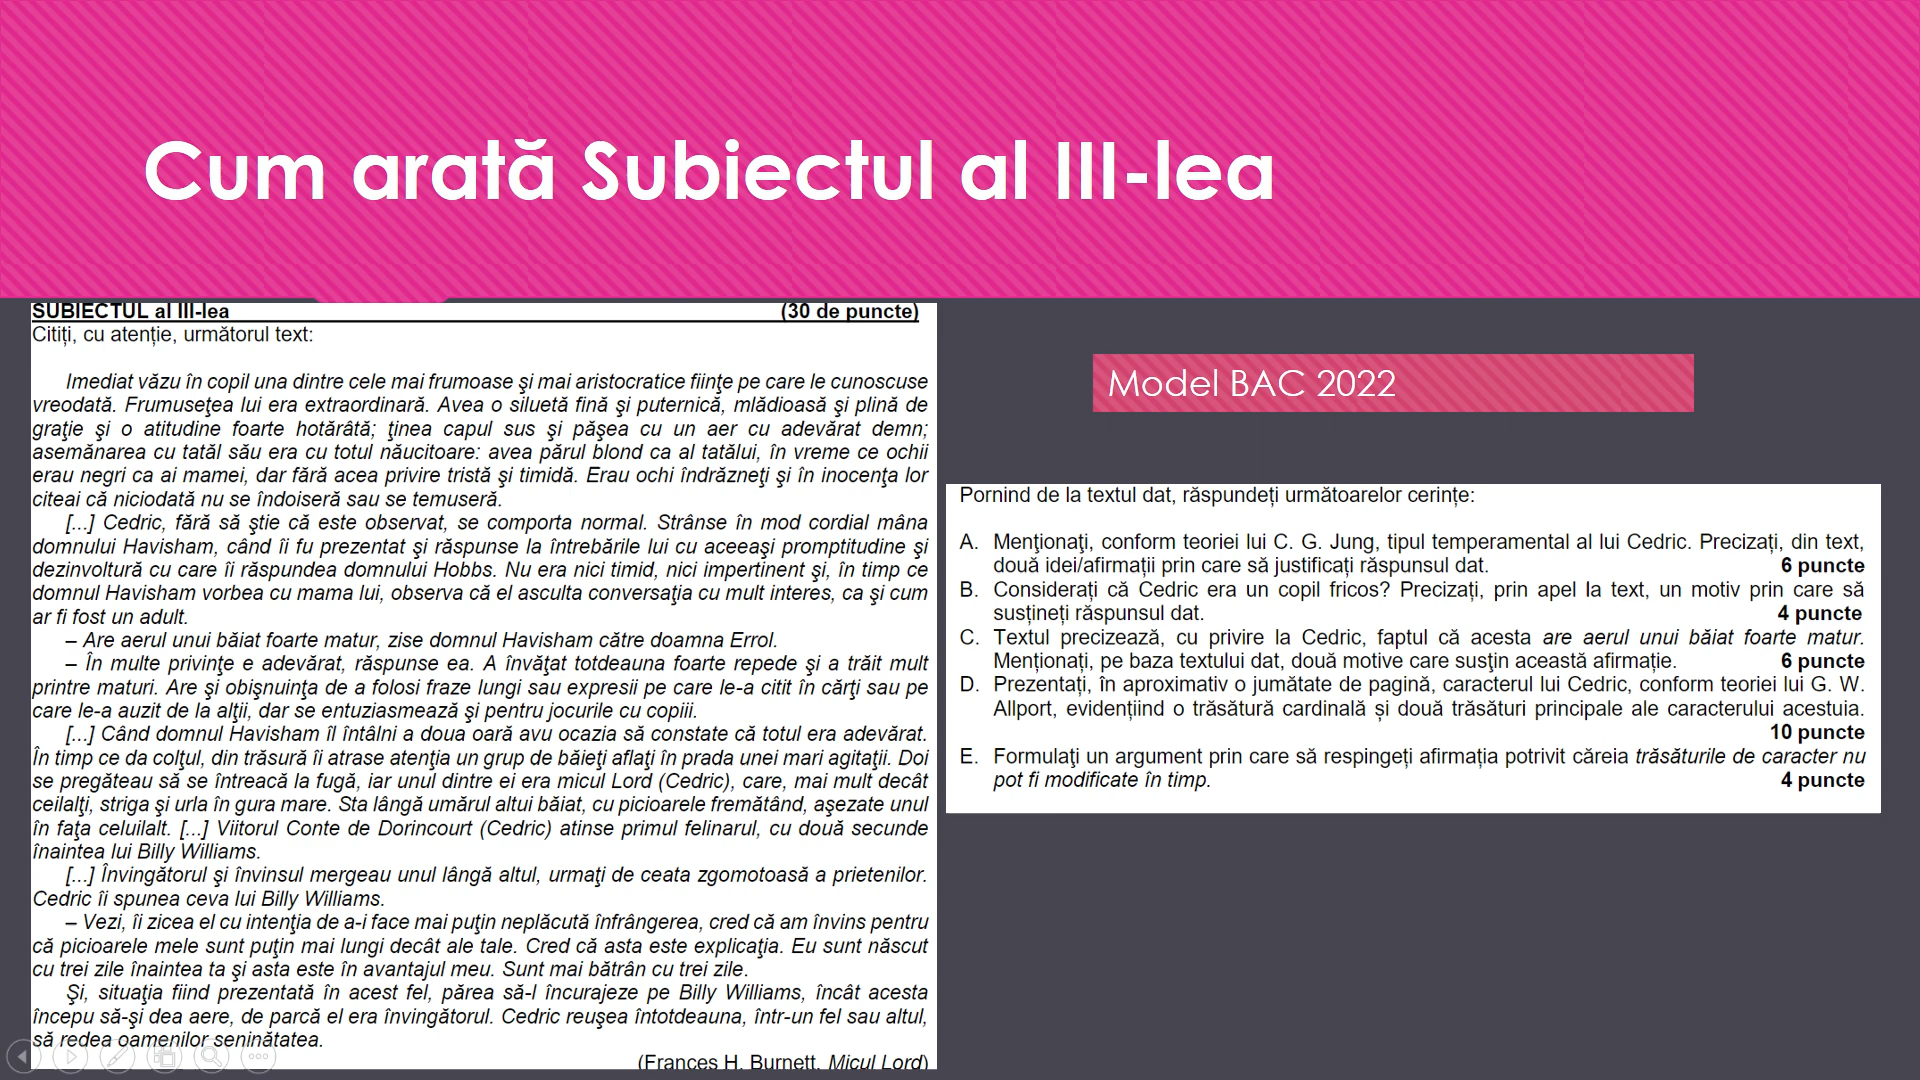 Cum arată Subiectul al III-lea
SUBIECTUL al III-lea (30 de puncte)
Citiți, cu atenție, următorul text:
Imediat văzu în copil una dintre cele mai frumoase şi mai aristocratice fiinţe pe care le cunoscuse
vreodată. Frumuseţea lui era extraordinară. Avea o siluetă fină şi puternică, mlădioasă şi plină de
graţie şi o atitudine foarte hotărâtă; ţinea capul sus şi păşea cu un aer cu adevărat demn;
asemănarea cu tatăl său era cu totul năucitoare: avea părul blond ca al tatălui, în vreme ce ochii
erau negri ca ai mamei, dar fără acea privire tristă şi timidă. Erau ochi îndrăzneţi şi în inocenţa lor
citeai că niciodată nu se îndoiseră sau se temuseră.
[...] Cedric, fără să ştie că este observat, se comporta normal. Strânse în mod cordial mâna
domnului Havisham, când îi fu prezentat şi răspunse la întrebările lui cu aceeaşi promptitudine şi
dezinvoltură cu care îi răspundea domnului Hobbs. Nu era nici timid, nici impertinent şi, în timp ce
domnul Havisham vorbea cu mama lui, observa că el asculta conversaţia cu mult interes, ca şi cum
ar fi fost un adult.
– Are aerul unui băiat foarte matur, zise domnul Havisham către doamna Errol.
– În multe privinţe e adevărat, răspunse ea. A învăţat totdeauna foarte repede şi a trăit mult
printre maturi. Are şi obişnuinţa de a folosi fraze lungi sau expresii pe care le-a citit în cărţi sau pe
care le-a auzit de la alţii, dar se entuziasmează şi pentru jocurile cu copiii.
[...] Când domnul Havisham îl întâlni a doua oară avu ocazia să constate că totul era adevărat.
În timp ce da colţul, din trăsură îi atrase atenţia un grup de băieţi aflaţi în prada unei mari agitaţii. Doi
se pregăteau să se întreacă la fugă, iar unul dintre ei era micul Lord (Cedric), care, mai mult decât
ceilalţi, striga şi urla în gura mare. Sta lângă umărul altui băiat, cu picioarele fremătând, aşezate unul
în faţa celuilalt. [...] Viitorul Conte de Dorincourt (Cedric) atinse primul felinarul, cu două secunde
înaintea lui Billy Williams.
[...] Învingătorul şi învinsul mergeau unul lângă altul, urmaţi de ceata zgomotoasă a prietenilor.
Cedric îi spunea ceva lui Billy Williams.
– Vezi, îi zicea el cu intenţia de a-i face mai puţin neplăcută înfrângerea, cred că am învins pentru
că picioarele mele sunt puţin mai lungi decât ale tale. Cred că asta este explicaţia. Eu sunt născut
cu trei zile înaintea ta şi asta este în avantajul meu. Sunt mai bătrân cu trei zile.
Şi, situaţia fiind prezentată în acest fel, părea să-l încurajeze pe Billy Williams, încât acesta
începu să-şi dea aere, de parcă el era învingătorul. Cedric reuşea întotdeauna, într-un fel sau altul,
să redea oamenilor seninătatea.
(Frances H. Burnett, Micul Lord)
Model BAC 2022
Pornind de la textul dat, răspundeți următoarelor cerințe:
A. Menţionaţi, conform teoriei lui C. G. Jung, tipul temperamental al lui Cedric. Precizați, din text,
două idei/afirmații prin care să justificați răspunsul dat. 6 puncte
B. Considerați că Cedric era un copil fricos? Precizați, prin apel la text, un motiv prin care să
susțineți răspunsul dat. 4 puncte
C. Textul precizează, cu privire la Cedric, faptul că acesta are aerul unui băiat foarte matur.
Menționați, pe baza textului dat, două motive care susţin această afirmație. 6 puncte
D. Prezentați, în aproximativ o jumătate de pagină, caracterul lui Cedric, conform teoriei lui G. W.
Allport, evidențiind o trăsătură cardinală și două trăsături principale ale caracterului acestuia.
10 puncte
E. Formulaţi un argument prin care să respingeți afirmația potrivit căreia trăsăturile de caracter nu
pot fi modificate în timp. 4 puncte